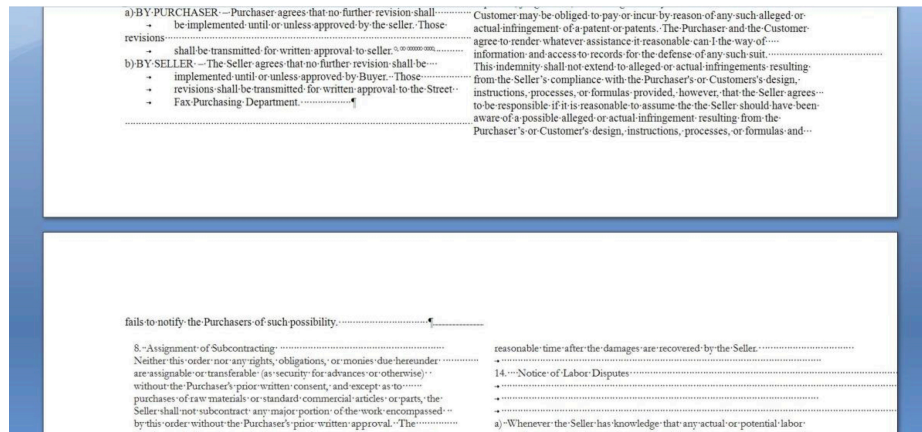 a) BY PURCHASER – Purchaser agrees that no further revision shall
be implemented until or unless approved by the seller. Those
revisions
shall be transmitted for written approval to seller.
b) BY SELLER – The Seller agrees that no further revision shall be
implemented until or unless approved by Buyer. Those
revisions shall be transmitted for written approval to the Street
Fax Purchasing Department.
Customer may be obliged to pay or incur by reason of any such alleged or
actual infringement of a patent or patents. The Purchaser and the Customer
agree to render whatever assistance it reasonable can I the way of
information and access to records for the defense of any such suit.
This indemnity shall not extend to alleged or actual infringements resulting
from the Seller's compliance with the Purchaser's or Customers's design,
instructions, processes, or formulas provided, however, that the Seller agrees
to be responsible if it is reasonable to assume the the Seller should have been
aware of a possible alleged or actual infringement resulting from the
Purchaser's or Customer's design, instructions, processes, or formulas and
fails to notify the Purchasers of such possibility.
8. Assignment of Subcontracting
Neither this order nor any rights, obligations, or monies due hereunder
are assignable or transferable (as security for advances or otherwise)
without the Purchaser's prior written consent, and except as to
purchases of raw materials or standard commercial articles or parts, the
Seller shall not subcontract any major portion of the work encompassed
by this order without the Purchaser's prior written approval. The
reasonable time after the damages are recovered by the Seller.
14. Notice of Labor Disputes
a) Whenever the Seller has knowledge that any actual or potential labor